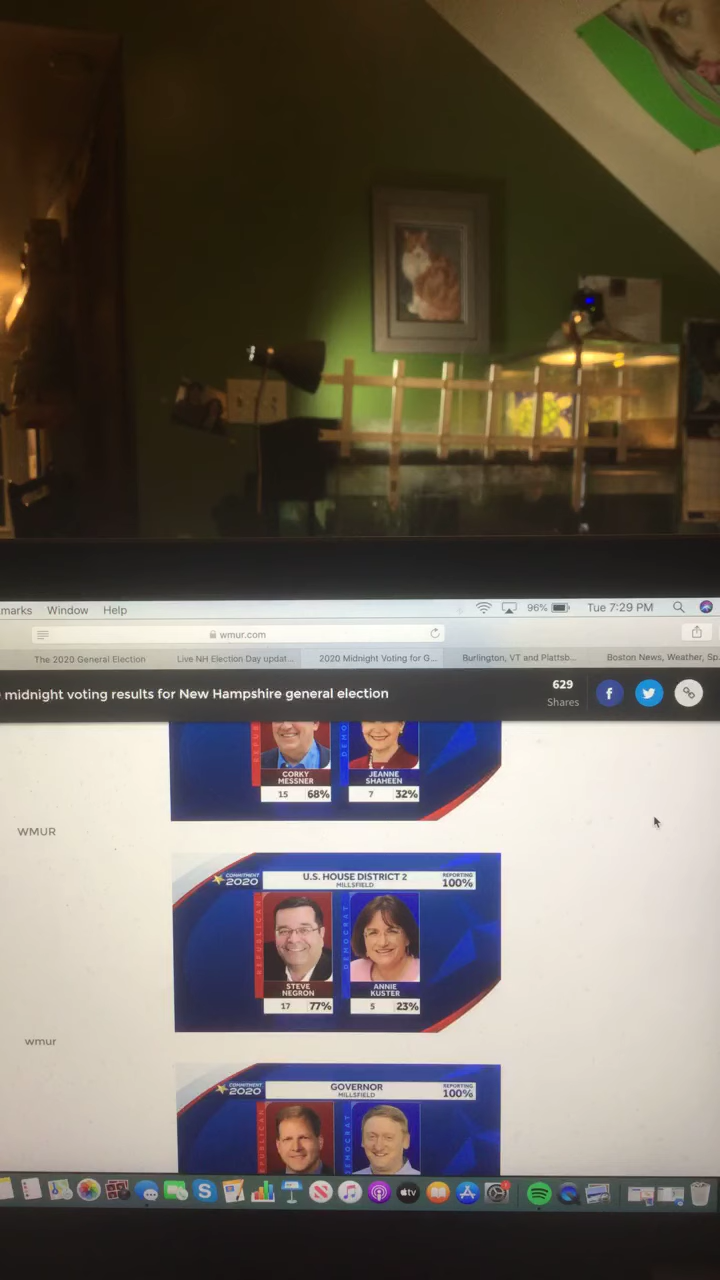 marks Window Help 96% Tue 7:29 PM
wmur.com
The 2020 General Election Live NH Election Day updat... 2020 Midnight Voting for G... Burlington, VT and Plattsb... Boston News, Weather, Sp...
midnight voting results for New Hampshire general election
629
Shares
CORKY
MESSNER
15 68%
JEANNE
SHAHEEN
7 32%
WMUR
COMMITMENT
2020
U.S. HOUSE DISTRICT 2
MILLSFIELD
REPORTING
100%
REPUBLICAN
DEMOCRAT
STEVE
NEGRON
17 77%
ANNIE
KUSTER
5 23%
wmur
COMMITMENT
2020
GOVERNOR
MILLSFIELD
REPORTING
100%
tv